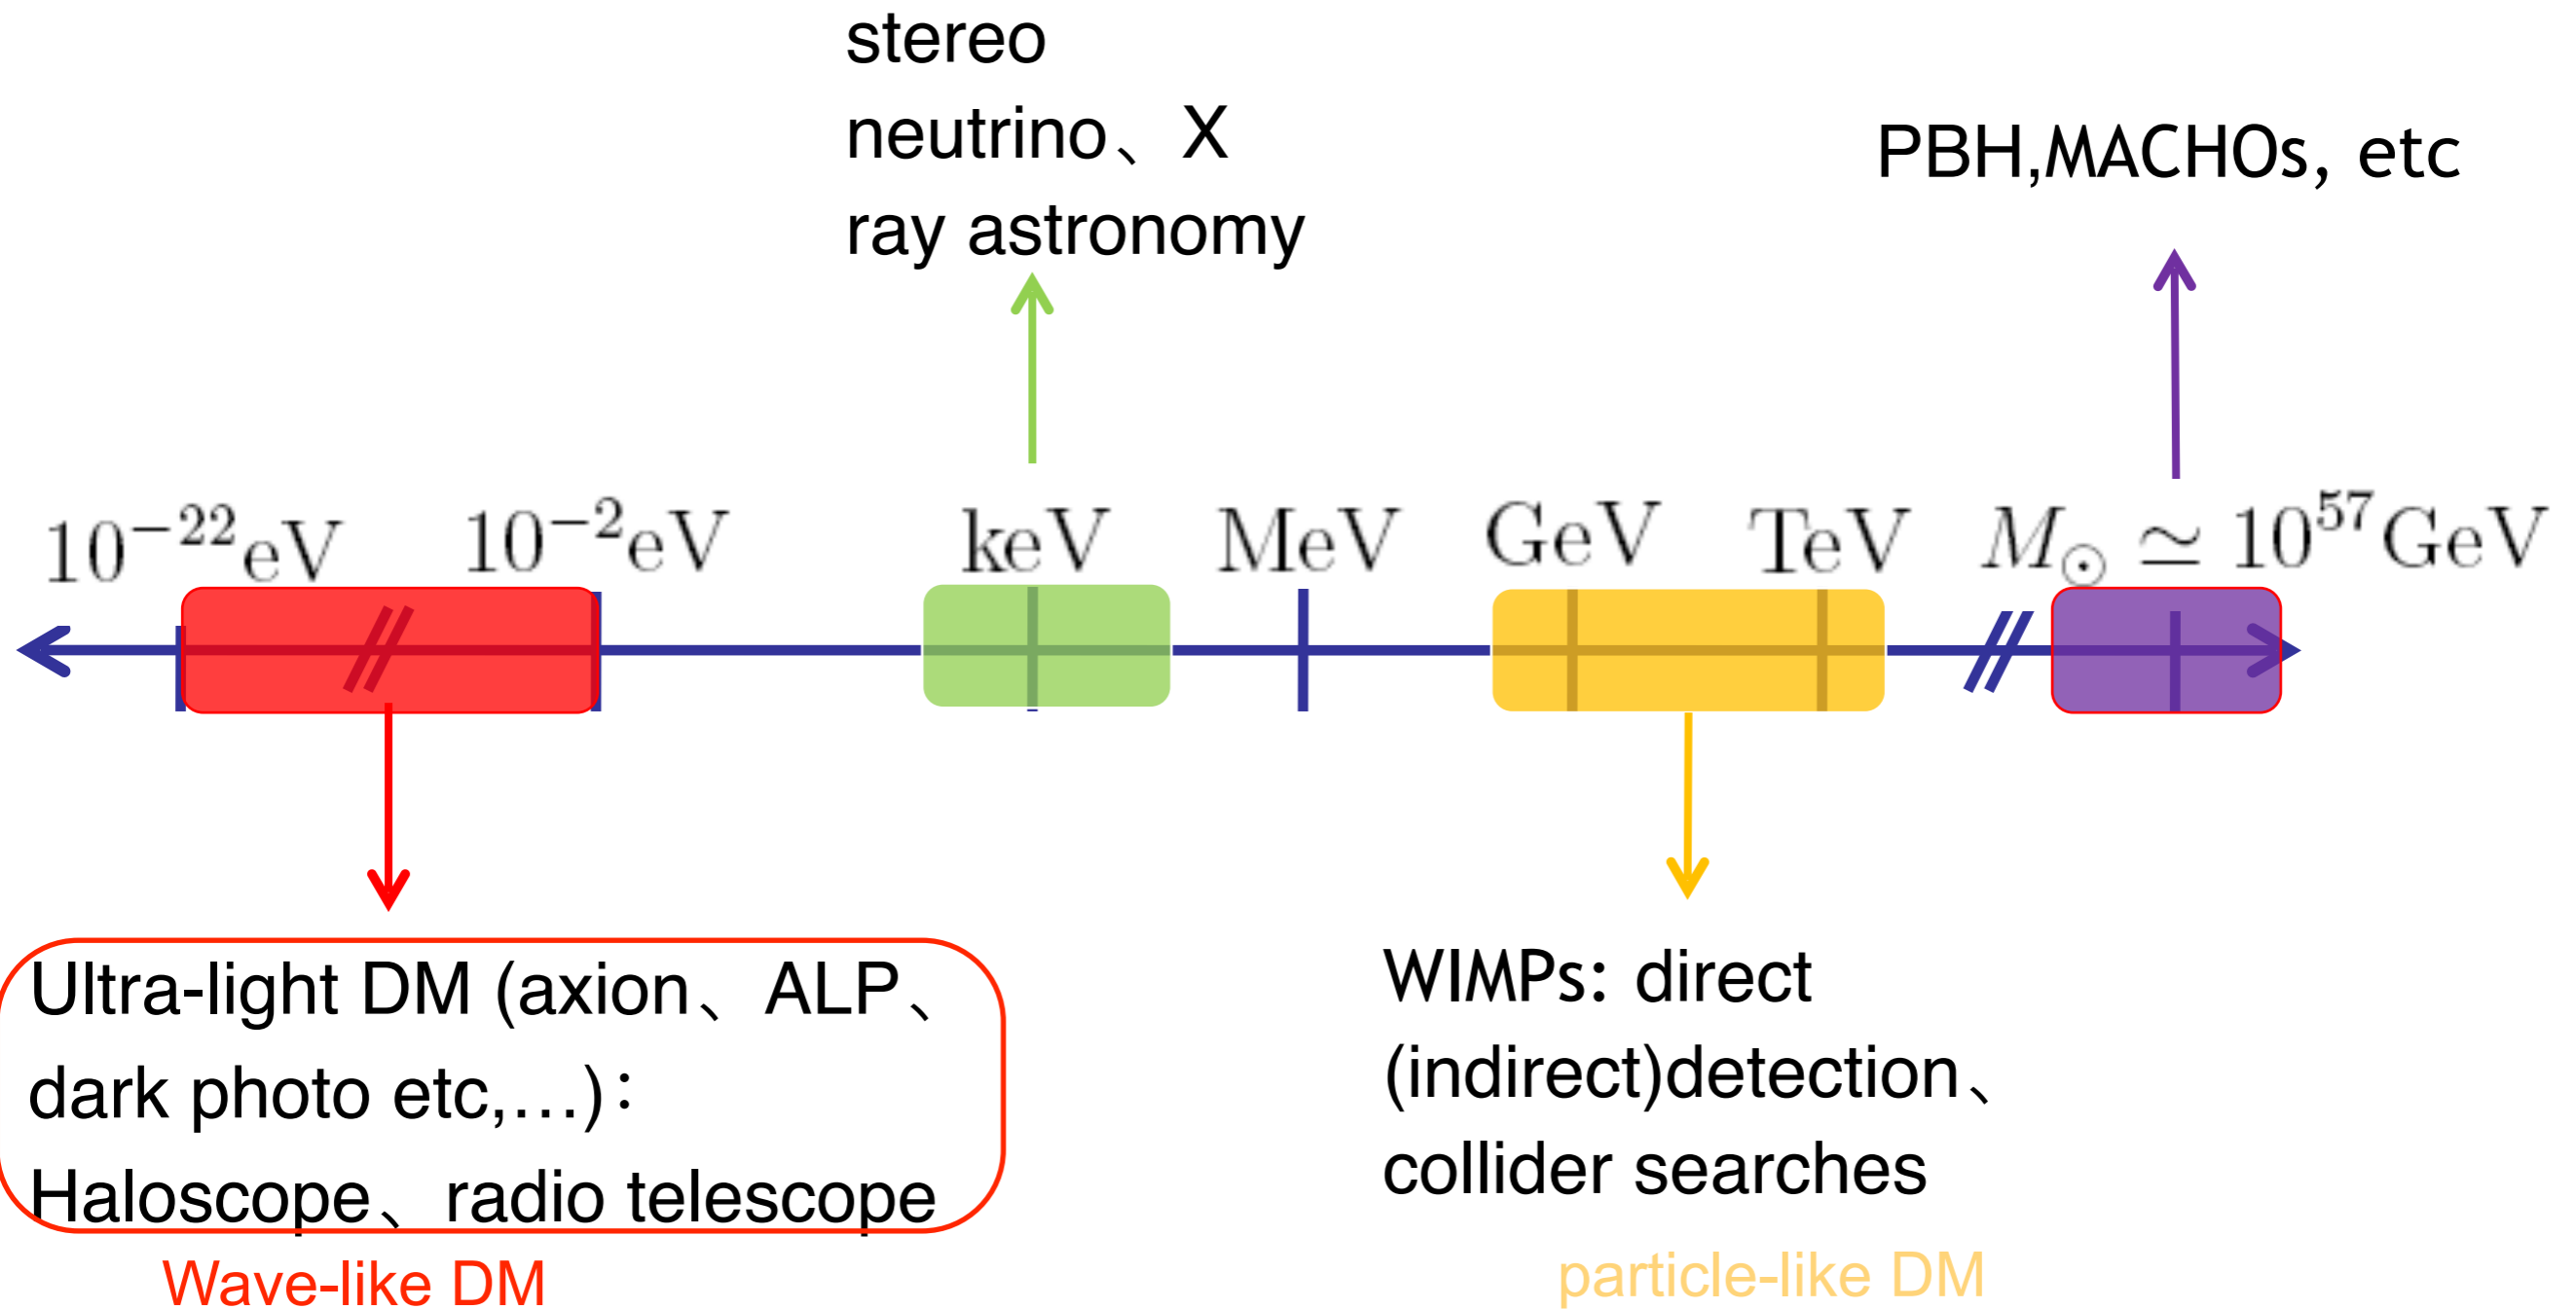 stereo
neutrino、X
ray astronomy
PBH,MACHOs, etc
10⁻²²eV
10⁻²eV
keV
MeV
GeV
TeV
M⊙ ≃ 10⁵⁷GeV
Ultra-light DM (axion、ALP、
dark photo etc,…)：
Haloscope、radio telescope
Wave-like DM
WIMPs: direct
(indirect)detection、
collider searches
particle-like DM